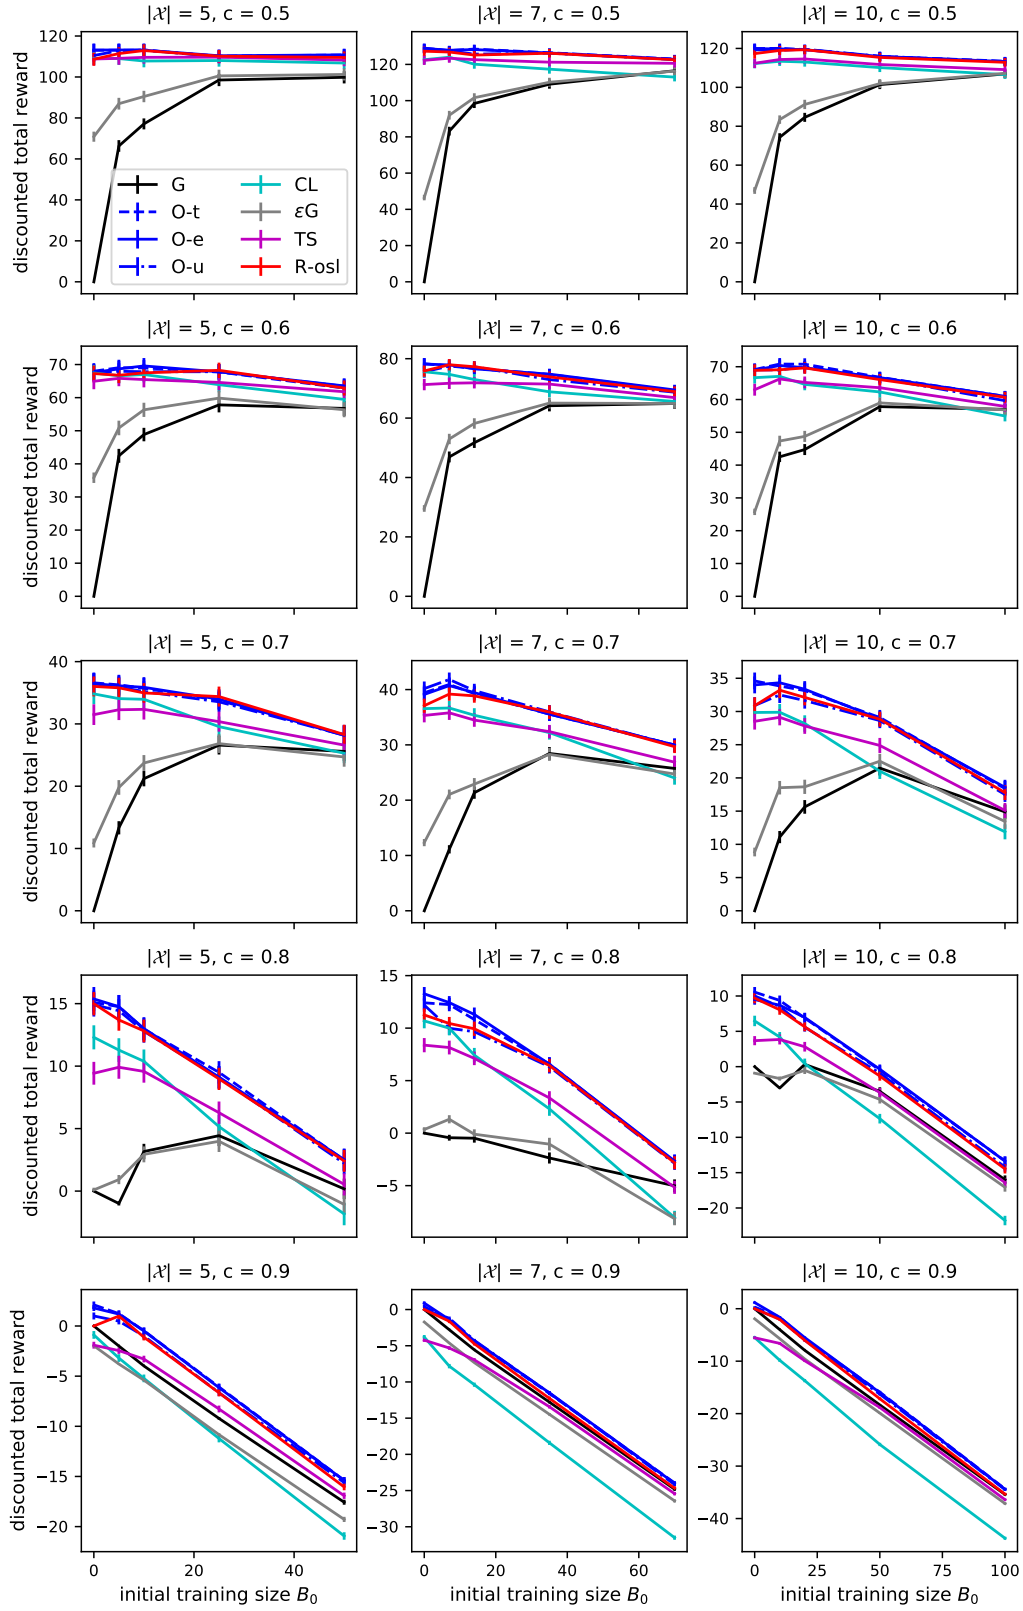 |𝒳| = 5, c = 0.5
|𝒳| = 7, c = 0.5
|𝒳| = 10, c = 0.5
discounted total reward
120
100
80
60
40
20
0
G
O-t
O-e
O-u
CL
εG
TS
R-osl
120
100
80
60
40
20
0
120
100
80
60
40
20
0
|𝒳| = 5, c = 0.6
|𝒳| = 7, c = 0.6
|𝒳| = 10, c = 0.6
discounted total reward
70
60
50
40
30
20
10
0
80
60
40
20
0
70
60
50
40
30
20
10
0
|𝒳| = 5, c = 0.7
|𝒳| = 7, c = 0.7
|𝒳| = 10, c = 0.7
discounted total reward
40
30
20
10
0
40
30
20
10
0
35
30
25
20
15
10
5
0
|𝒳| = 5, c = 0.8
|𝒳| = 7, c = 0.8
|𝒳| = 10, c = 0.8
discounted total reward
15
10
5
0
15
10
5
0
−5
10
5
0
−5
−10
−15
−20
|𝒳| = 5, c = 0.9
|𝒳| = 7, c = 0.9
|𝒳| = 10, c = 0.9
discounted total reward
0
−5
−10
−15
−20
0
−5
−10
−15
−20
−25
−30
0
−10
−20
−30
−40
0 20 40
0 20 40 60
0 25 50 75 100
initial training size B₀
initial training size B₀
initial training size B₀